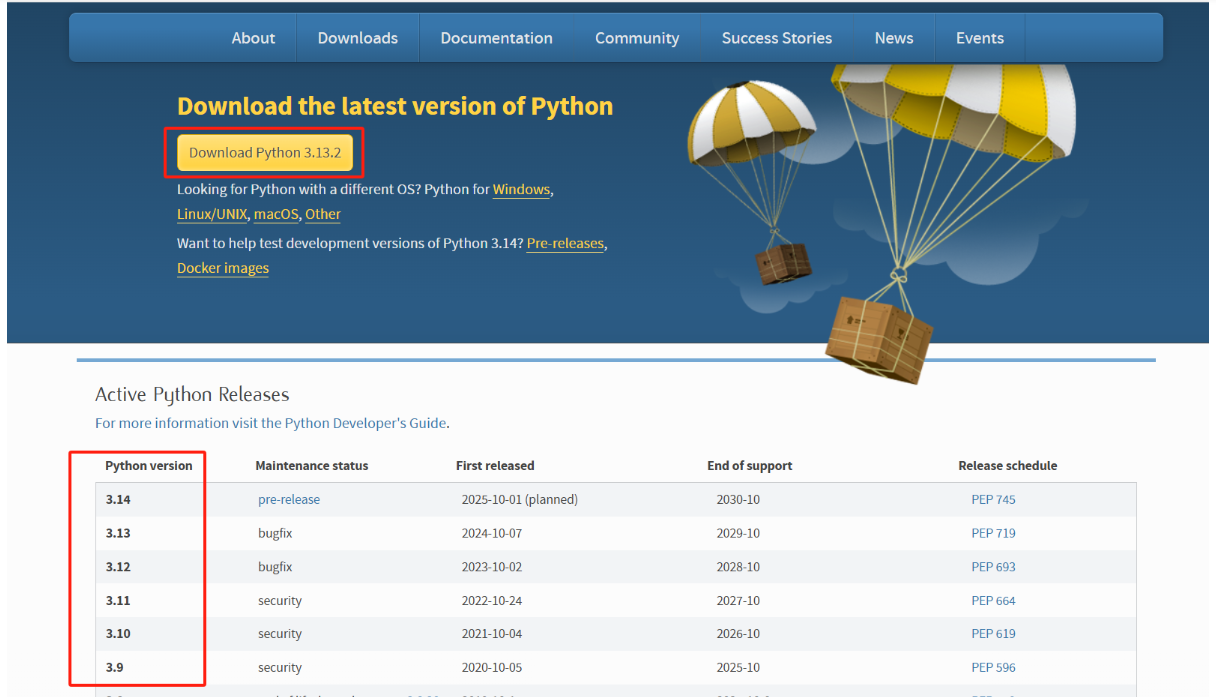 About Downloads Documentation Community Success Stories News Events
Download the latest version of Python
Download Python 3.13.2
Looking for Python with a different OS? Python for Windows,
Linux/UNIX, macOS, Other
Want to help test development versions of Python 3.14? Pre-releases,
Docker images
Active Python Releases
For more information visit the Python Developer's Guide.
Python version Maintenance status First released End of support Release schedule
3.14 pre-release 2025-10-01 (planned) 2030-10 PEP 745
3.13 bugfix 2024-10-07 2029-10 PEP 719
3.12 bugfix 2023-10-02 2028-10 PEP 693
3.11 security 2022-10-24 2027-10 PEP 664
3.10 security 2021-10-04 2026-10 PEP 619
3.9 security 2020-10-05 2025-10 PEP 596